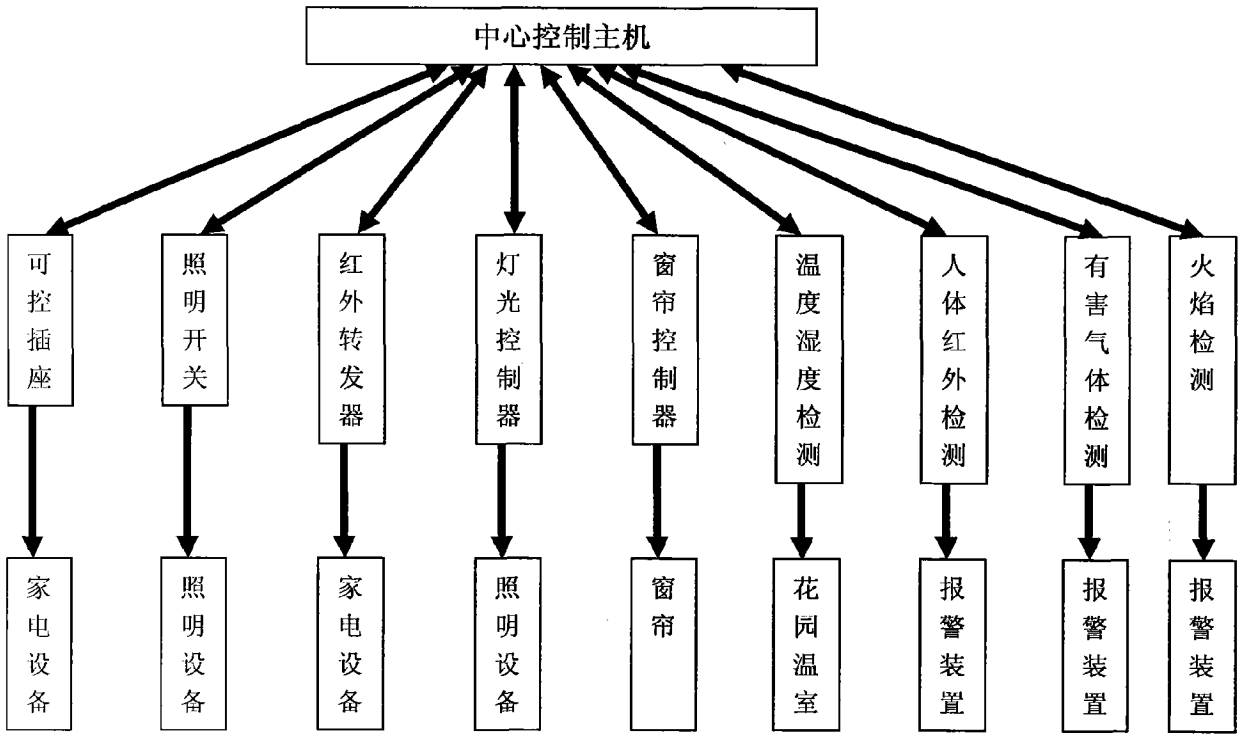 中心控制主机
可控插座
照明开关
红外转发器
灯光控制器
窗帘控制器
温度湿度检测
人体红外检测
有害气体检测
火焰检测
家电设备
照明设备
家电设备
照明设备
窗帘
花园温室
报警装置
报警装置
报警装置